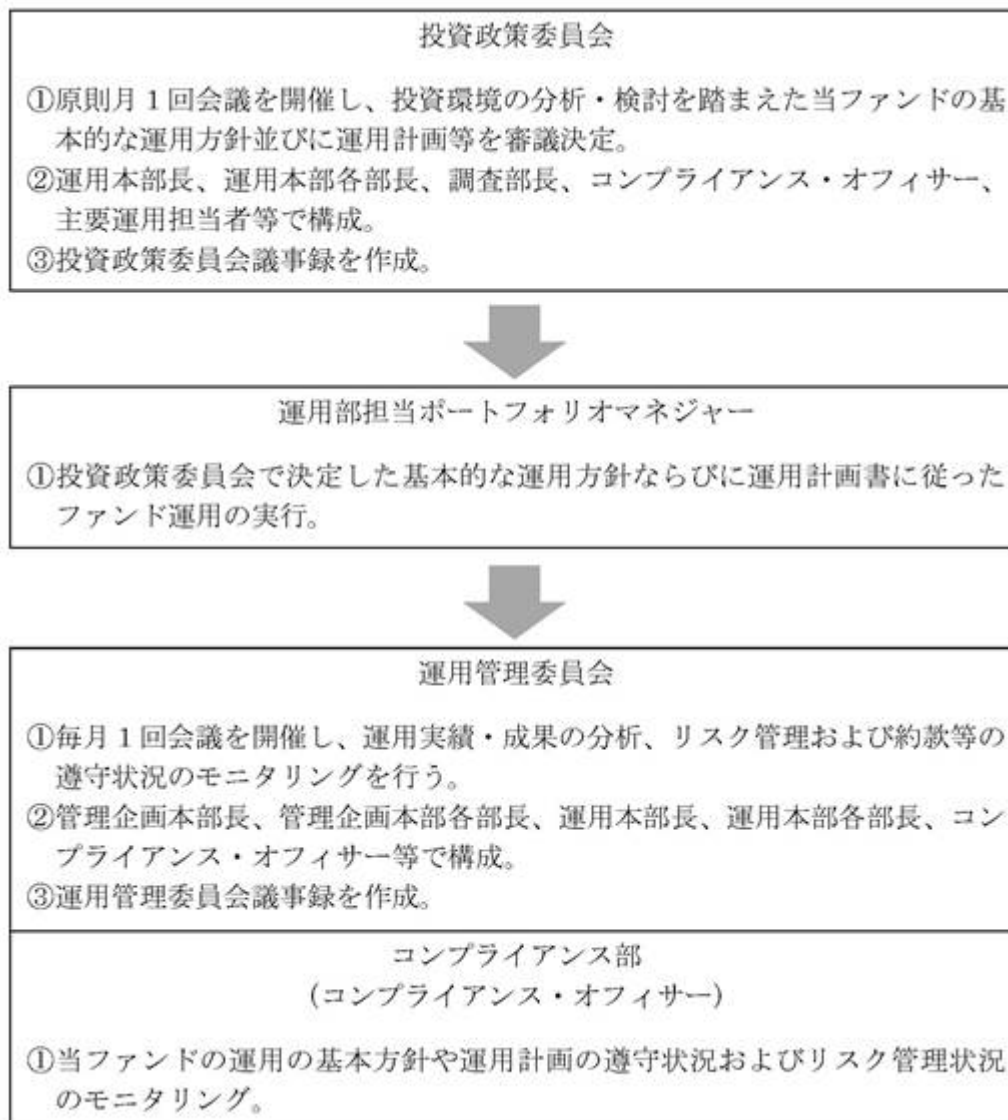 投資政策委員会
①原則月1回会議を開催し、投資環境の分析・検討を踏まえた当ファンドの基
本的な運用方針並びに運用計画等を審議決定。
②運用本部長、運用本部各部長、調査部長、コンプライアンス・オフィサー、
主要運用担当者等で構成。
③投資政策委員会議事録を作成。
運用部担当ポートフォリオマネジャー
①投資政策委員会で決定した基本的な運用方針ならびに運用計画書に従った
ファンド運用の実行。
運用管理委員会
①毎月1回会議を開催し、運用実績・成果の分析、リスク管理および約款等の
遵守状況のモニタリングを行う。
②管理企画本部長、管理企画本部各部長、運用本部長、運用本部各部長、コン
プライアンス・オフィサー等で構成。
③運用管理委員会議事録を作成。
コンプライアンス部
(コンプライアンス・オフィサー)
①当ファンドの運用の基本方針や運用計画の遵守状況およびリスク管理状況
のモニタリング。